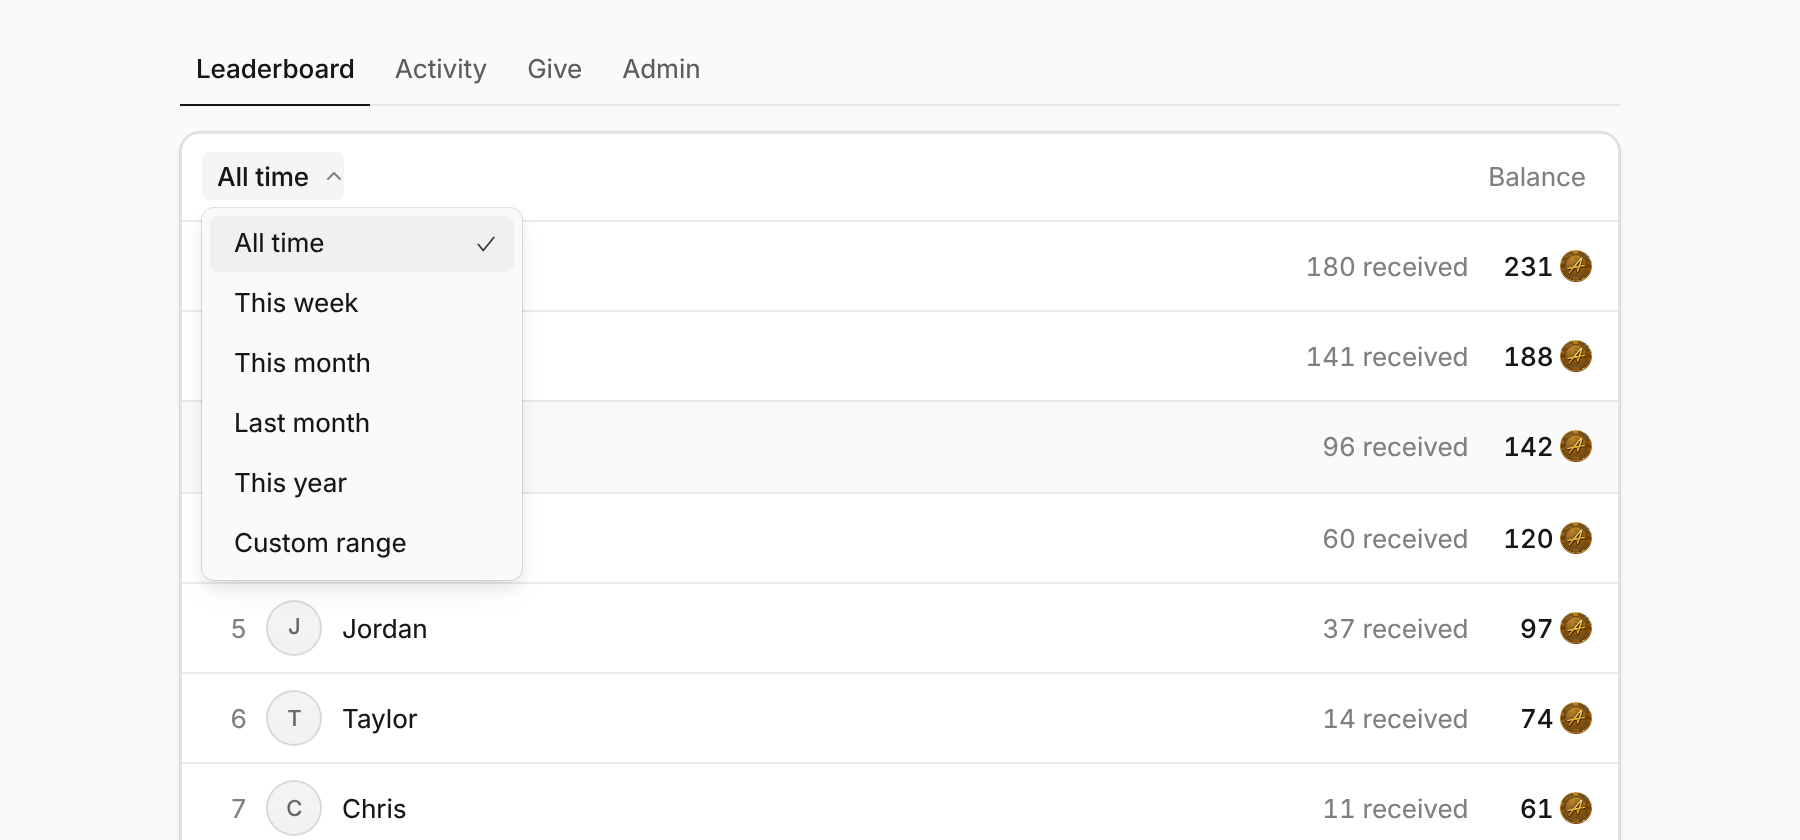 Leaderboard Activity Give Admin
All time Balance
All time
180 received 231
This week
This month
141 received 188
Last month
96 received 142
This year
Custom range
60 received 120
5 J Jordan 37 received 97
6 T Taylor 14 received 74
7 C Chris 11 received 61